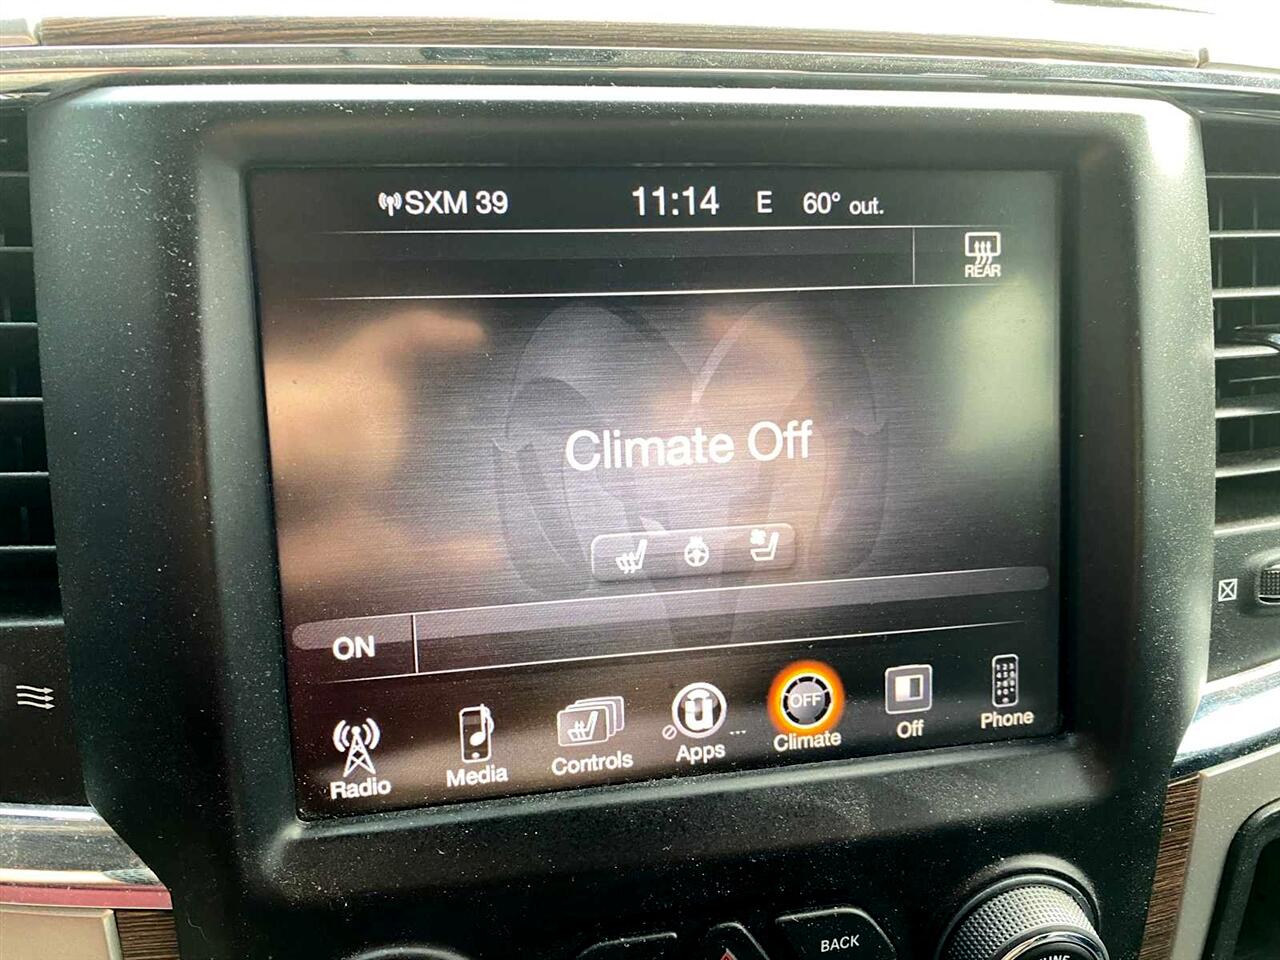 SXM 39 11:14 E 60° out.
REAR
Climate Off
ON
OFF
Radio Media Controls Apps ... Climate Off Phone
BACK